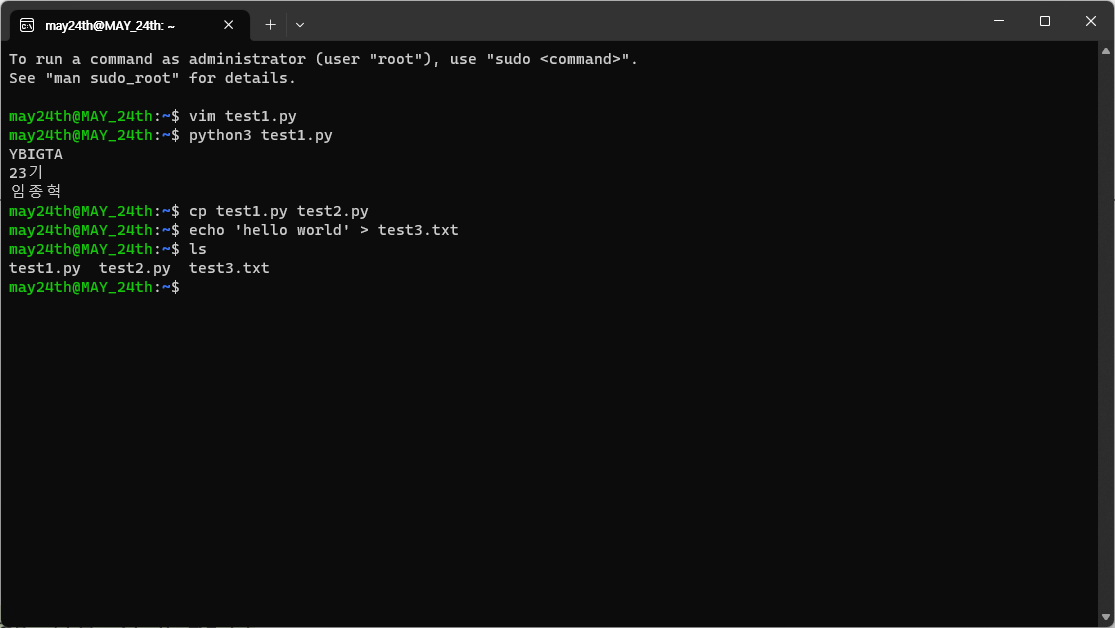 may24th@MAY_24th: ~
To run a command as administrator (user "root"), use "sudo <command>".
See "man sudo_root" for details.
may24th@MAY_24th:~$ vim test1.py
may24th@MAY_24th:~$ python3 test1.py
YBIGTA
23기
임종혁
may24th@MAY_24th:~$ cp test1.py test2.py
may24th@MAY_24th:~$ echo 'hello world' > test3.txt
may24th@MAY_24th:~$ ls
test1.py  test2.py  test3.txt
may24th@MAY_24th:~$